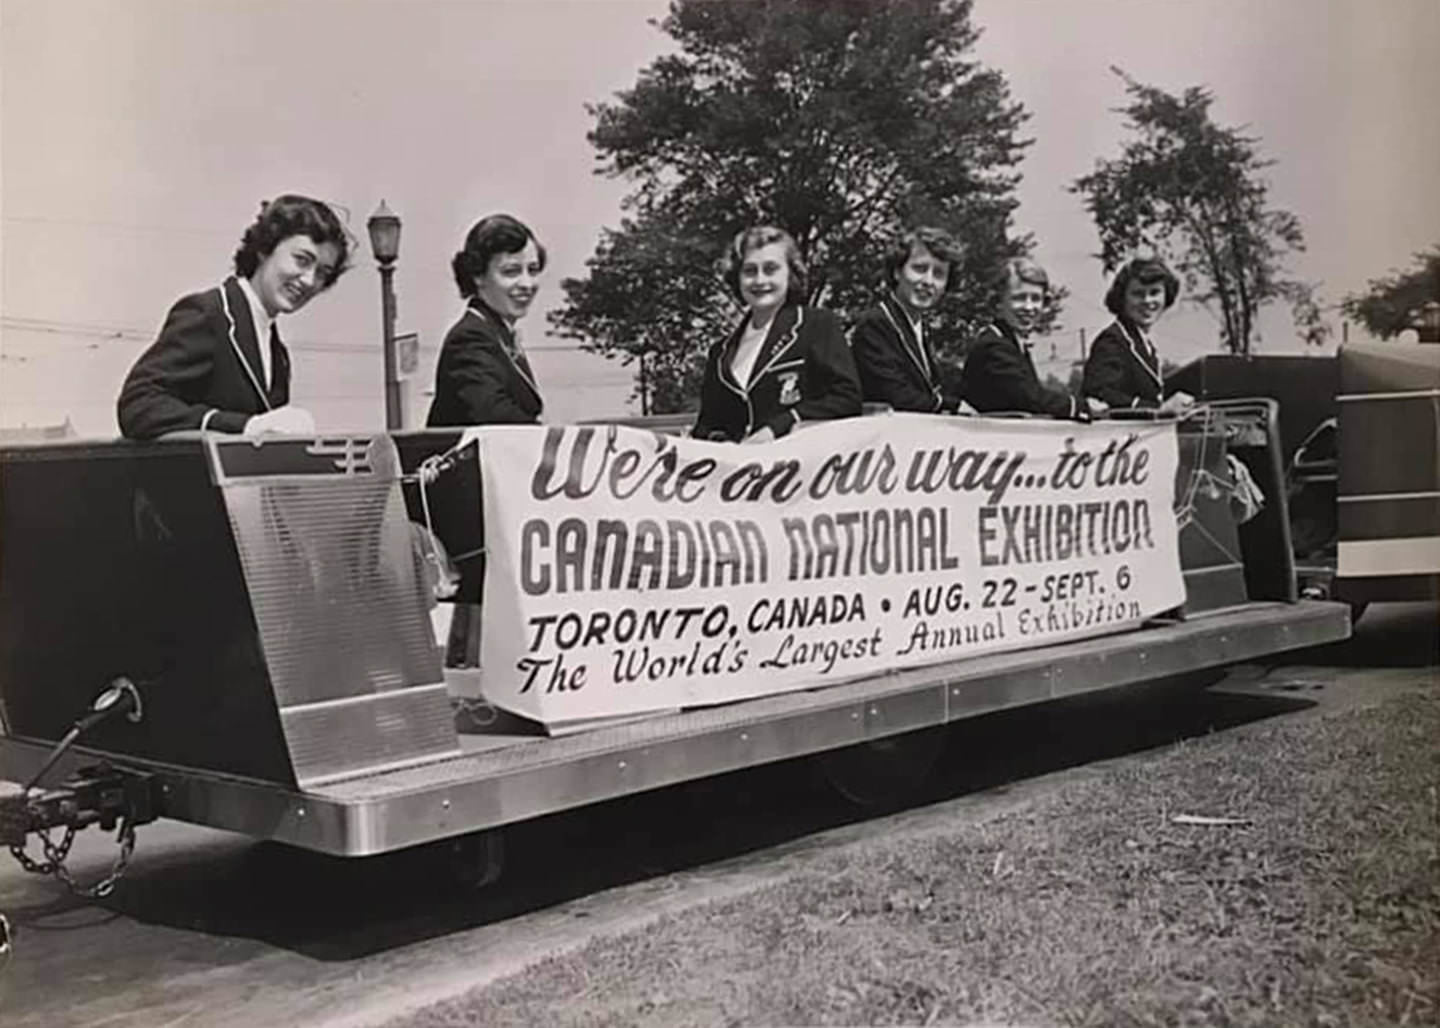 We're on our way...to the
CANADIAN NATIONAL EXHIBITION
TORONTO, CANADA • AUG. 22 - SEPT. 6
The World's Largest Annual Exhibition